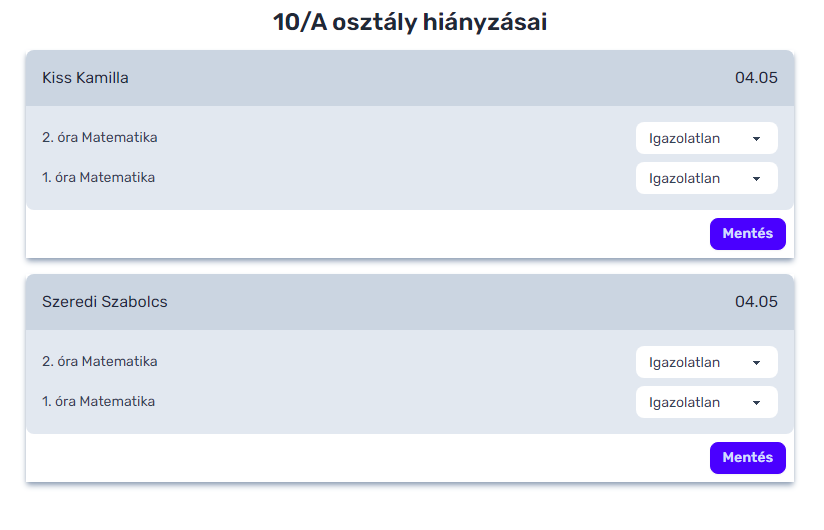 10/A osztály hiányzásai
Kiss Kamilla 04.05
2. óra Matematika Igazolatlan
1. óra Matematika Igazolatlan
Mentés
Szeredi Szabolcs 04.05
2. óra Matematika Igazolatlan
1. óra Matematika Igazolatlan
Mentés